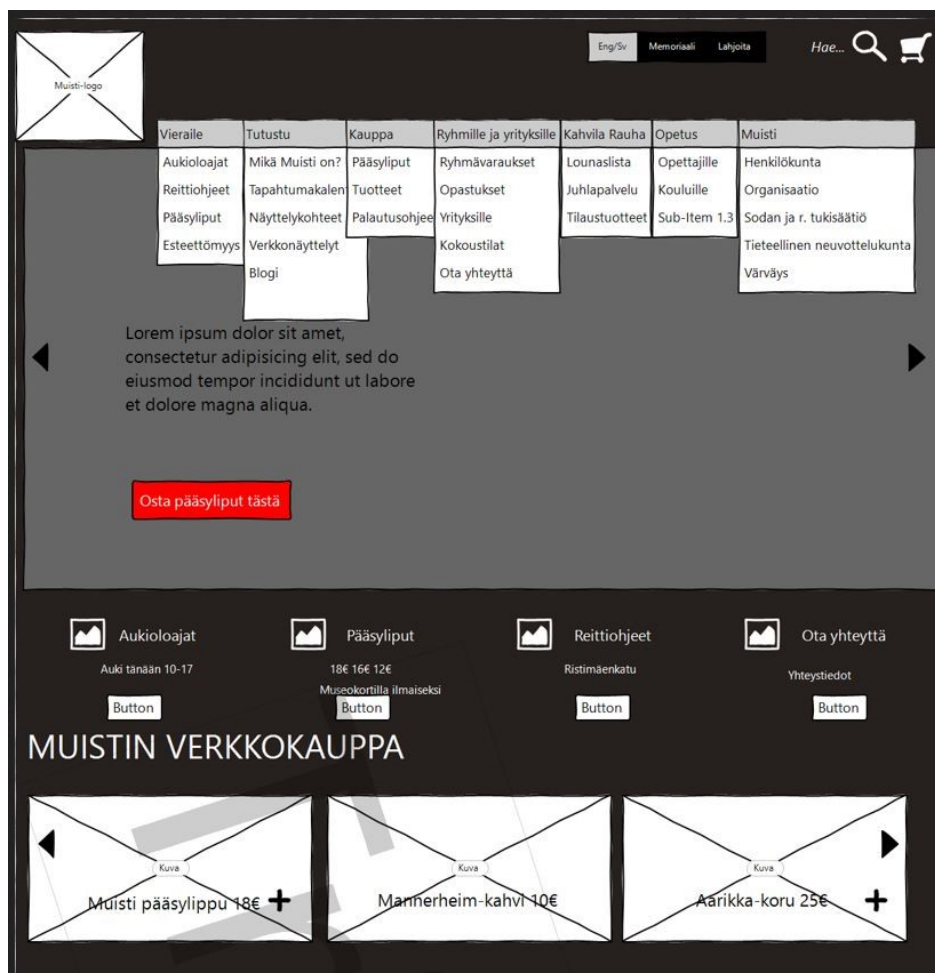 Muisti-logo
Eng/Sv Memoriaali Lahjoita
Hae...
Vieraile Tutustu Kauppa Ryhmille ja yrityksille Kahvila Rauha Opetus Muisti
Aukioloajat Mikä Muisti on? Pääsyliput Ryhmävaraukset Lounaslista Opettajille Henkilökunta
Reittiohjeet Tapahtumakalen Tuotteet Opastukset Juhlapalvelu Kouluille Organisaatio
Pääsyliput Näyttelykohteet Palautusohjee Yrityksille Tilaustuotteet Sub-Item 1.3 Sodan ja r. tukisäätiö
Esteettömyys Verkkonäyttelyt Kokoustilat Tieteellinen neuvottelukunta
Blogi Ota yhteyttä Värväys
Lorem ipsum dolor sit amet,
consectetur adipisicing elit, sed do
eiusmod tempor incididunt ut labore
et dolore magna aliqua.
Osta pääsyliput tästä
Aukioloajat Pääsyliput Reittiohjeet Ota yhteyttä
Auki tänään 10-17 18€ 16€ 12€ Ristimäenkatu Yhteystiedot
Museokortilla ilmaiseksi
Button Button Button Button
MUISTIN VERKKOKAUPPA
Kuva Kuva Kuva
Muisti pääsylippu 18€ Mannerheim-kahvi 10€ Aarikka-koru 25€